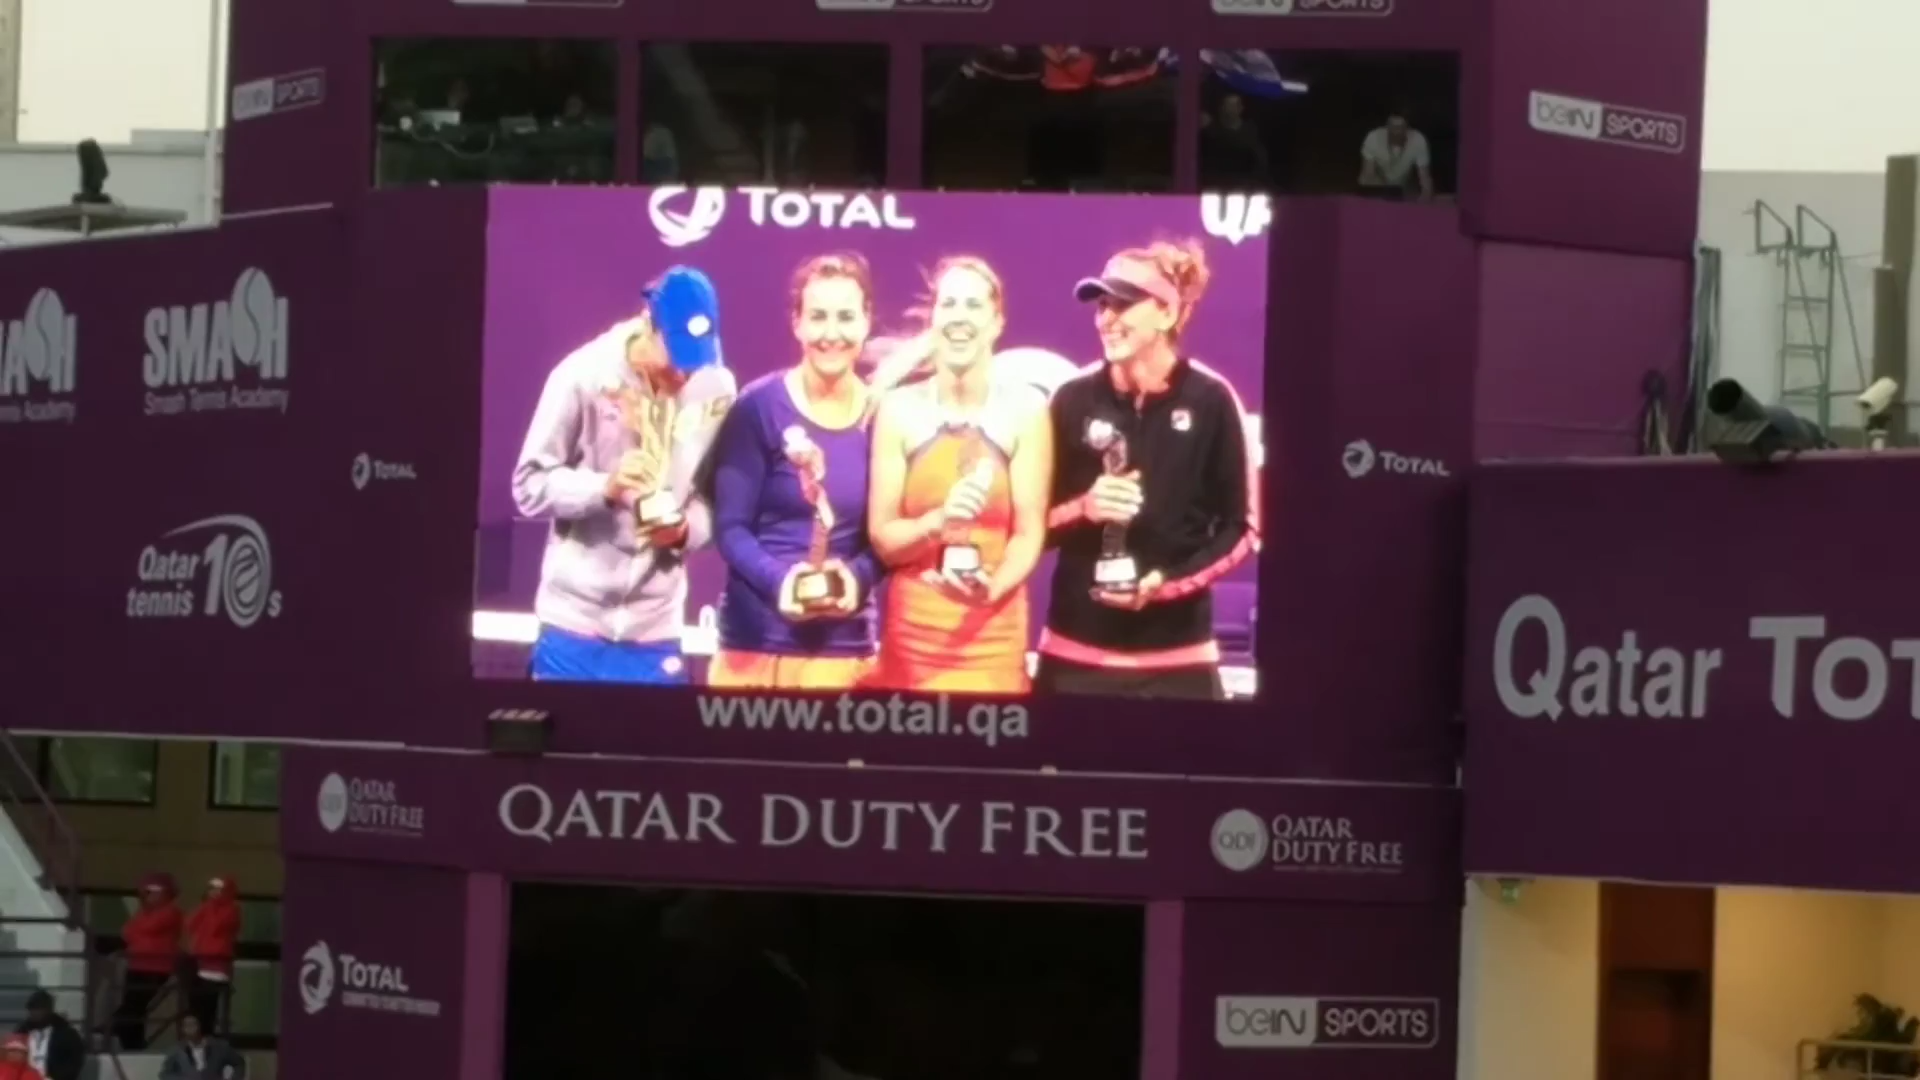 beIN SPORTS
beIN SPORTS
TOTAL
SMASH
Smash Tennis Academy
TOTAL
TOTAL
Qatar
tennis 10s
Qatar TOT
www.total.qa
QATAR
DUTY FREE
QATAR DUTY FREE
QDF QATAR
DUTY FREE
TOTAL
beIN SPORTS